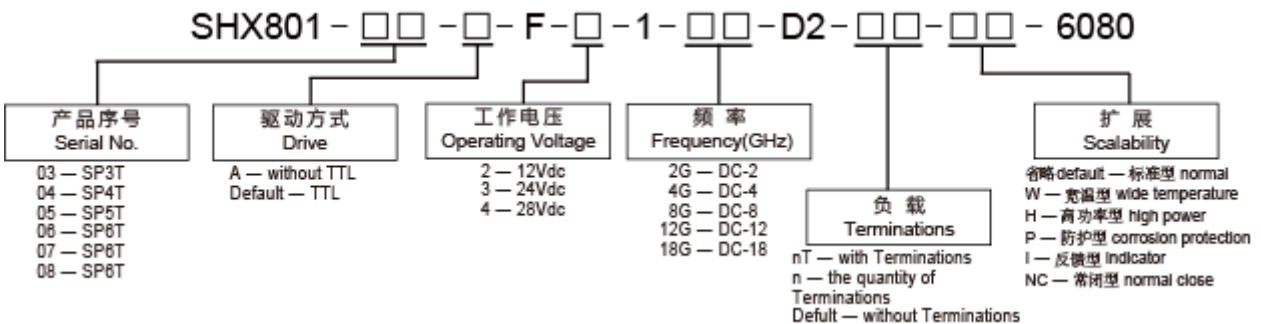 SHX801-□□-□-F-□-1-□□-D2-□□-□□-6080
产品序号
Serial No.
03 — SP3T
04 — SP4T
05 — SP5T
06 — SP6T
07 — SP6T
08 — SP6T
驱动方式
Drive
A — without TTL
Default — TTL
工作电压
Operating Voltage
2 — 12Vdc
3 — 24Vdc
4 — 28Vdc
频 率
Frequency(GHz)
2G — DC-2
4G — DC-4
8G — DC-8
12G — DC-12
18G — DC-18
负 载
Terminations
nT — with Terminations
n — the quantity of
Terminations
Defult — without Terminations
扩 展
Scalability
省略default — 标准型 normal
W — 宽温型 wide temperature
H — 高功率型 high power
P — 防护型 corrosion protection
I — 反馈型 Indicator
NC — 常闭型 normal close